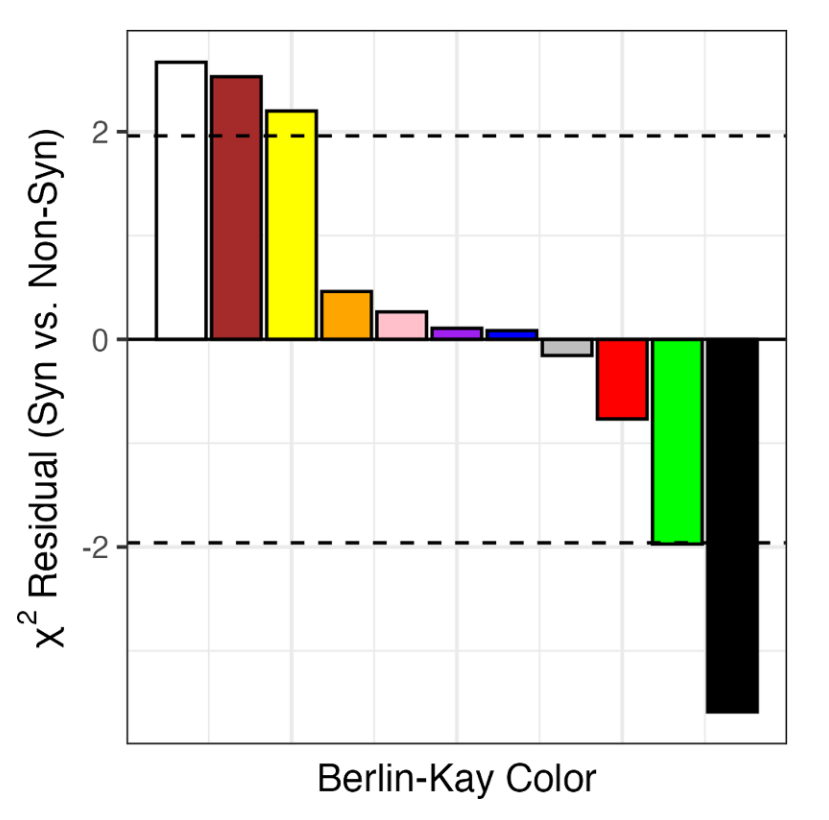 2
0
-2
χ² Residual (Syn vs. Non-Syn)
Berlin-Kay Color